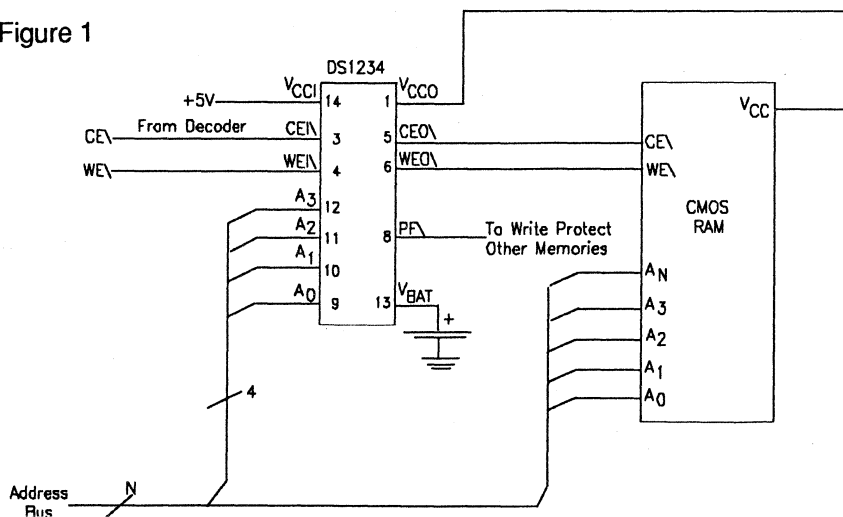 Figure 1
DS1234
+5V
VCCI
14
1
VCCO
CE\
From Decoder
CEI\
3
5
CEO\
WE\
WEI\
4
6
WEO\
A3
12
A2
11
A1
10
A0
9
8
PF\
To Write Protect
Other Memories
13
VBAT
+
4
VCC
CE\
WE\
CMOS
RAM
AN
A3
A2
A1
A0
Address
Bus
N